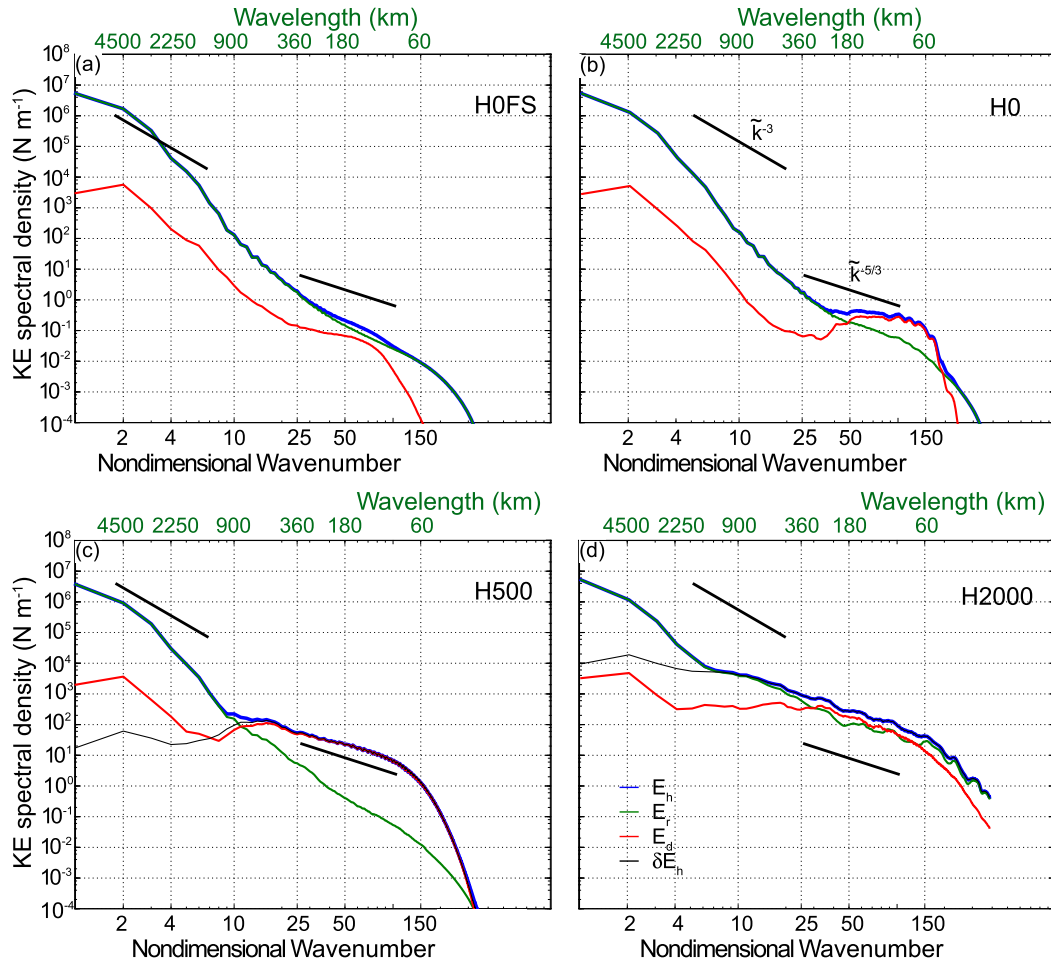 Wavelength (km)
4500 2250 900 360 180 60
(a)
H0FS
KE spectral density (N m⁻¹)
10⁸
10⁷
10⁶
10⁵
10⁴
10³
10²
10¹
10⁰
10⁻¹
10⁻²
10⁻³
10⁻⁴
2 4 10 25 50 150
Nondimensional Wavenumber
Wavelength (km)
4500 2250 900 360 180 60
(b)
H0
k̃⁻³
k̃⁻⁵/³
2 4 10 25 50 150
Nondimensional Wavenumber
Wavelength (km)
4500 2250 900 360 180 60
(c)
H500
KE spectral density (N m⁻¹)
10⁸
10⁷
10⁶
10⁵
10⁴
10³
10²
10¹
10⁰
10⁻¹
10⁻²
10⁻³
10⁻⁴
2 4 10 25 50 150
Nondimensional Wavenumber
Wavelength (km)
4500 2250 900 360 180 60
(d)
H2000
E_h
E_r
E_d
δE_h
2 4 10 25 50 150
Nondimensional Wavenumber